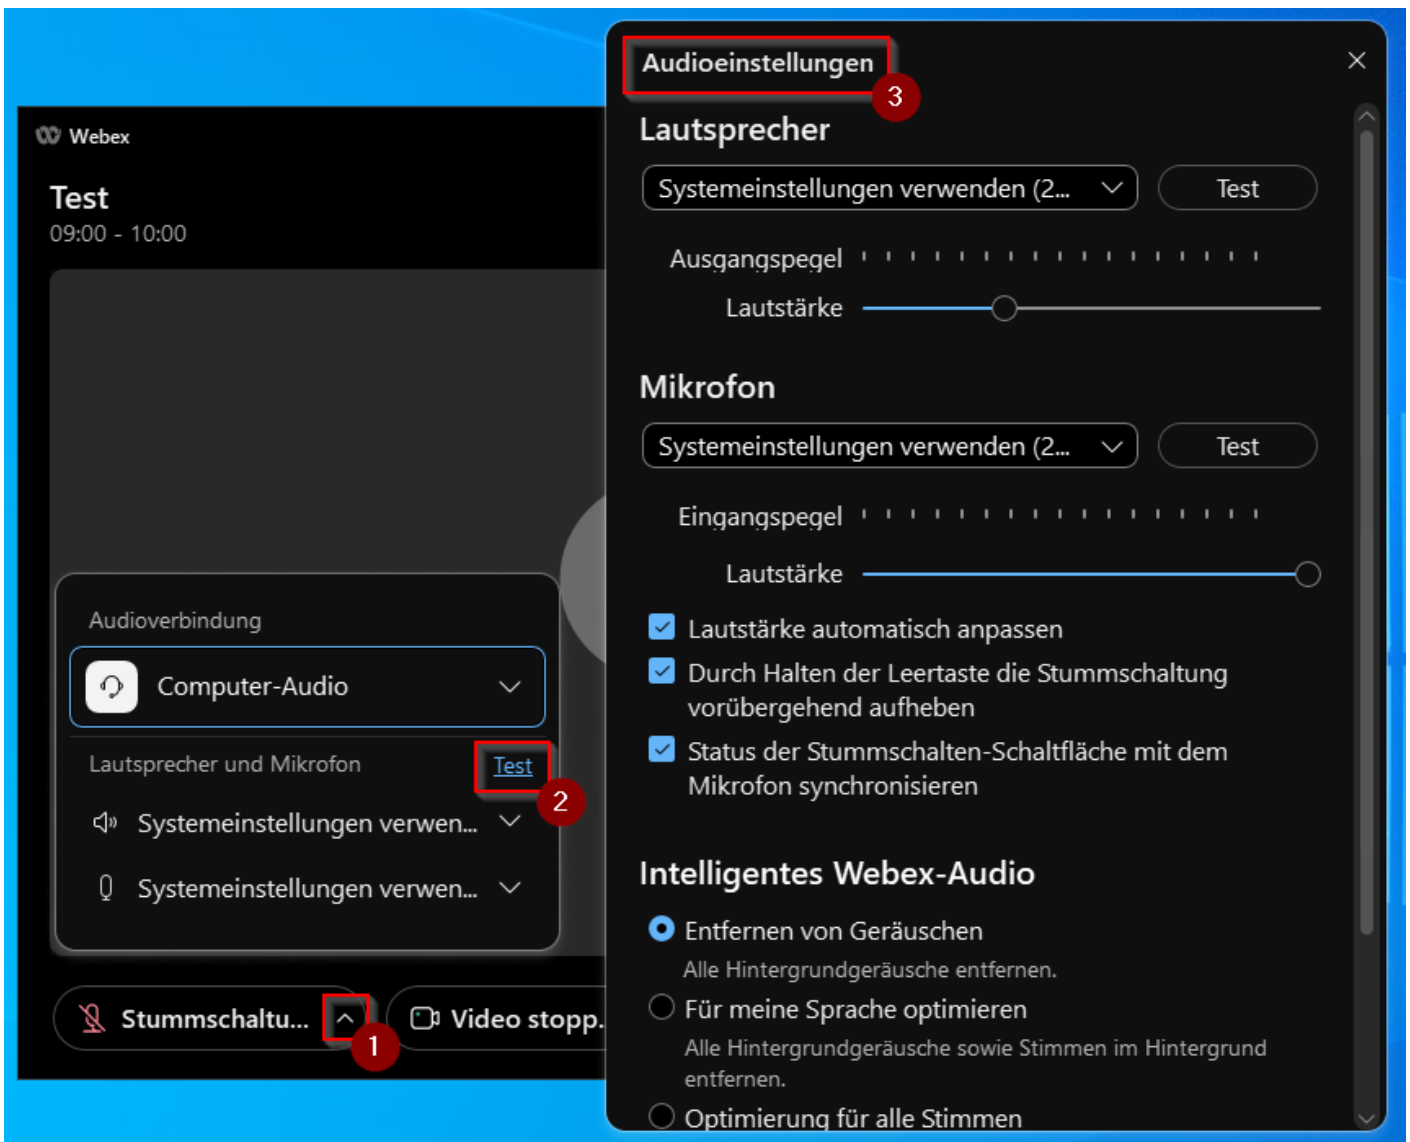 Webex
Test
09:00 - 10:00
Audioverbindung
Computer-Audio
Lautsprecher und Mikrofon
Test
2
Systemeinstellungen verwen...
Systemeinstellungen verwen...
Stummschaltu...
1
Video stopp.
Audioeinstellungen
3
Lautsprecher
Systemeinstellungen verwenden (2...
Test
Ausgangspegel
Lautstärke
Mikrofon
Systemeinstellungen verwenden (2...
Test
Eingangspegel
Lautstärke
Lautstärke automatisch anpassen
Durch Halten der Leertaste die Stummschaltung
vorübergehend aufheben
Status der Stummschalten-Schaltfläche mit dem
Mikrofon synchronisieren
Intelligentes Webex-Audio
Entfernen von Geräuschen
Alle Hintergrundgeräusche entfernen.
Für meine Sprache optimieren
Alle Hintergrundgeräusche sowie Stimmen im Hintergrund
entfernen.
Optimierung für alle Stimmen